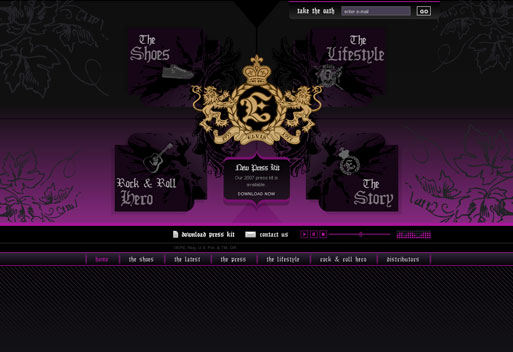 take the oath
enter e-mail
GO
The
Shoes
The
Lifestyle
E
ELVIS
New Press Kit
Our 2007 press kit is
available.
DOWNLOAD NOW
Rock & Roll
Hero
The
Story
download press kit
contact us
home
the shoes
the latest
the press
the lifestyle
rock & roll hero
distributors